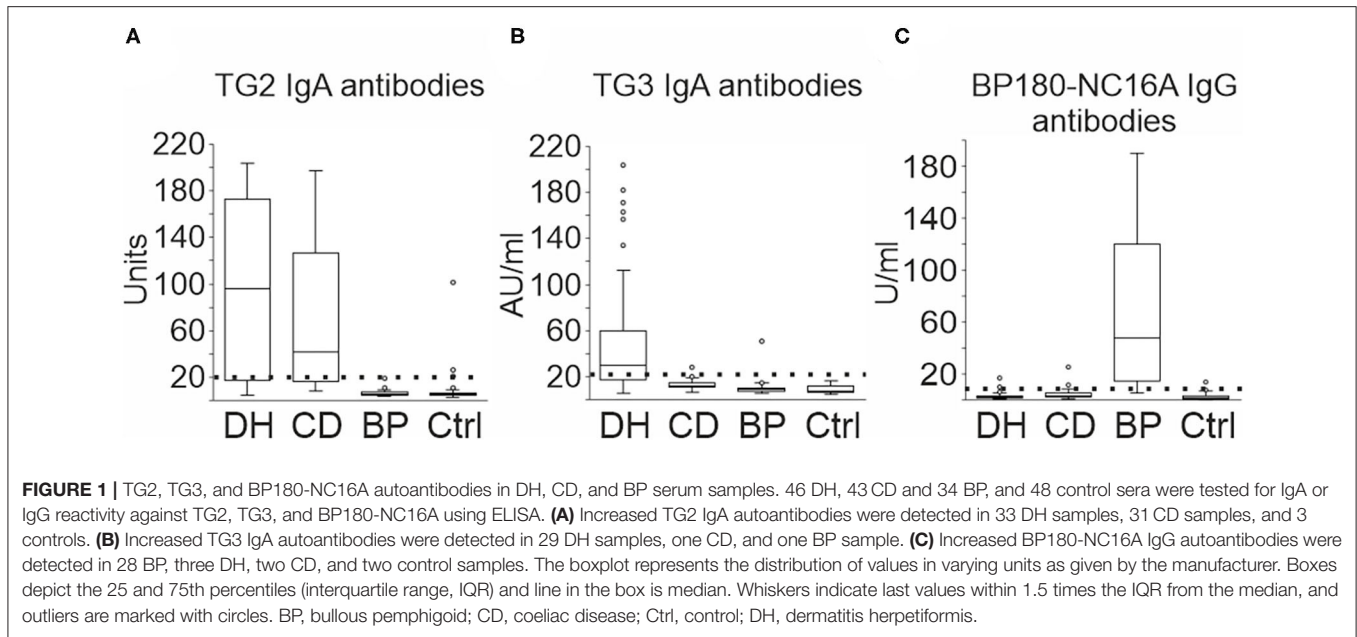 A
B
C
TG2 IgA antibodies
TG3 IgA antibodies
BP180-NC16A IgG
antibodies
Units
220
180
140
100
60
20
DH CD BP Ctrl
AU/ml
220
180
140
100
60
20
DH CD BP Ctrl
U/ml
180
140
100
60
20
DH CD BP Ctrl
FIGURE 1 | TG2, TG3, and BP180-NC16A autoantibodies in DH, CD, and BP serum samples. 46 DH, 43 CD and 34 BP, and 48 control sera were tested for IgA or
IgG reactivity against TG2, TG3, and BP180-NC16A using ELISA. (A) Increased TG2 IgA autoantibodies were detected in 33 DH samples, 31 CD samples, and 3
controls. (B) Increased TG3 IgA autoantibodies were detected in 29 DH samples, one CD, and one BP sample. (C) Increased BP180-NC16A IgG autoantibodies were
detected in 28 BP, three DH, two CD, and two control samples. The boxplot represents the distribution of values in varying units as given by the manufacturer. Boxes
depict the 25 and 75th percentiles (interquartile range, IQR) and line in the box is median. Whiskers indicate last values within 1.5 times the IQR from the median, and
outliers are marked with circles. BP, bullous pemphigoid; CD, coeliac disease; Ctrl, control; DH, dermatitis herpetiformis.